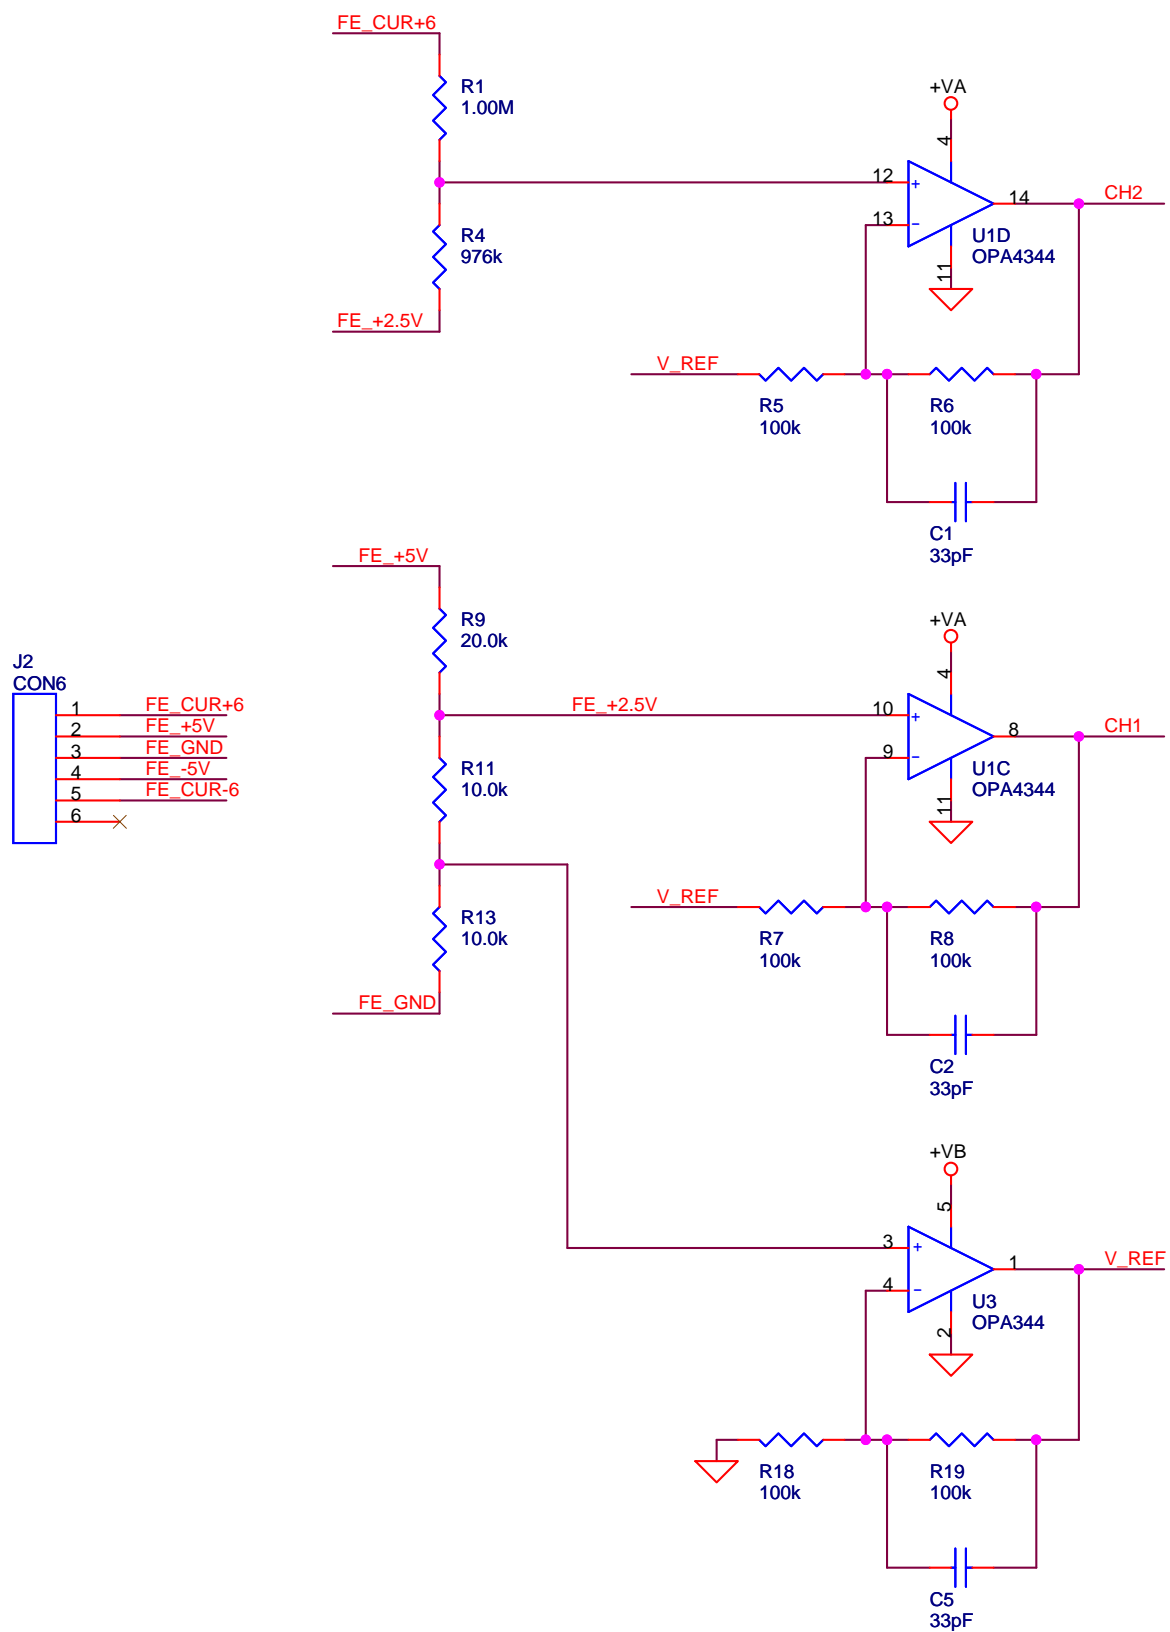 FE_CUR+6
R1
1.00M
+VA
4
12
+
13
-
14
CH2
11
U1D
OPA4344
R4
976k
FE_+2.5V
V_REF
R5
100k
R6
100k
C1
33pF
FE_+5V
R9
20.0k
+VA
4
FE_+2.5V
10
+
9
-
8
CH1
11
U1C
OPA4344
J2
CON6
1 FE_CUR+6
2 FE_+5V
3 FE_GND
4 FE_-5V
5 FE_CUR-6
6
R11
10.0k
R13
10.0k
FE_GND
V_REF
R7
100k
R8
100k
C2
33pF
+VB
5
3
+
4
-
1
V_REF
2
U3
OPA344
R18
100k
R19
100k
C5
33pF